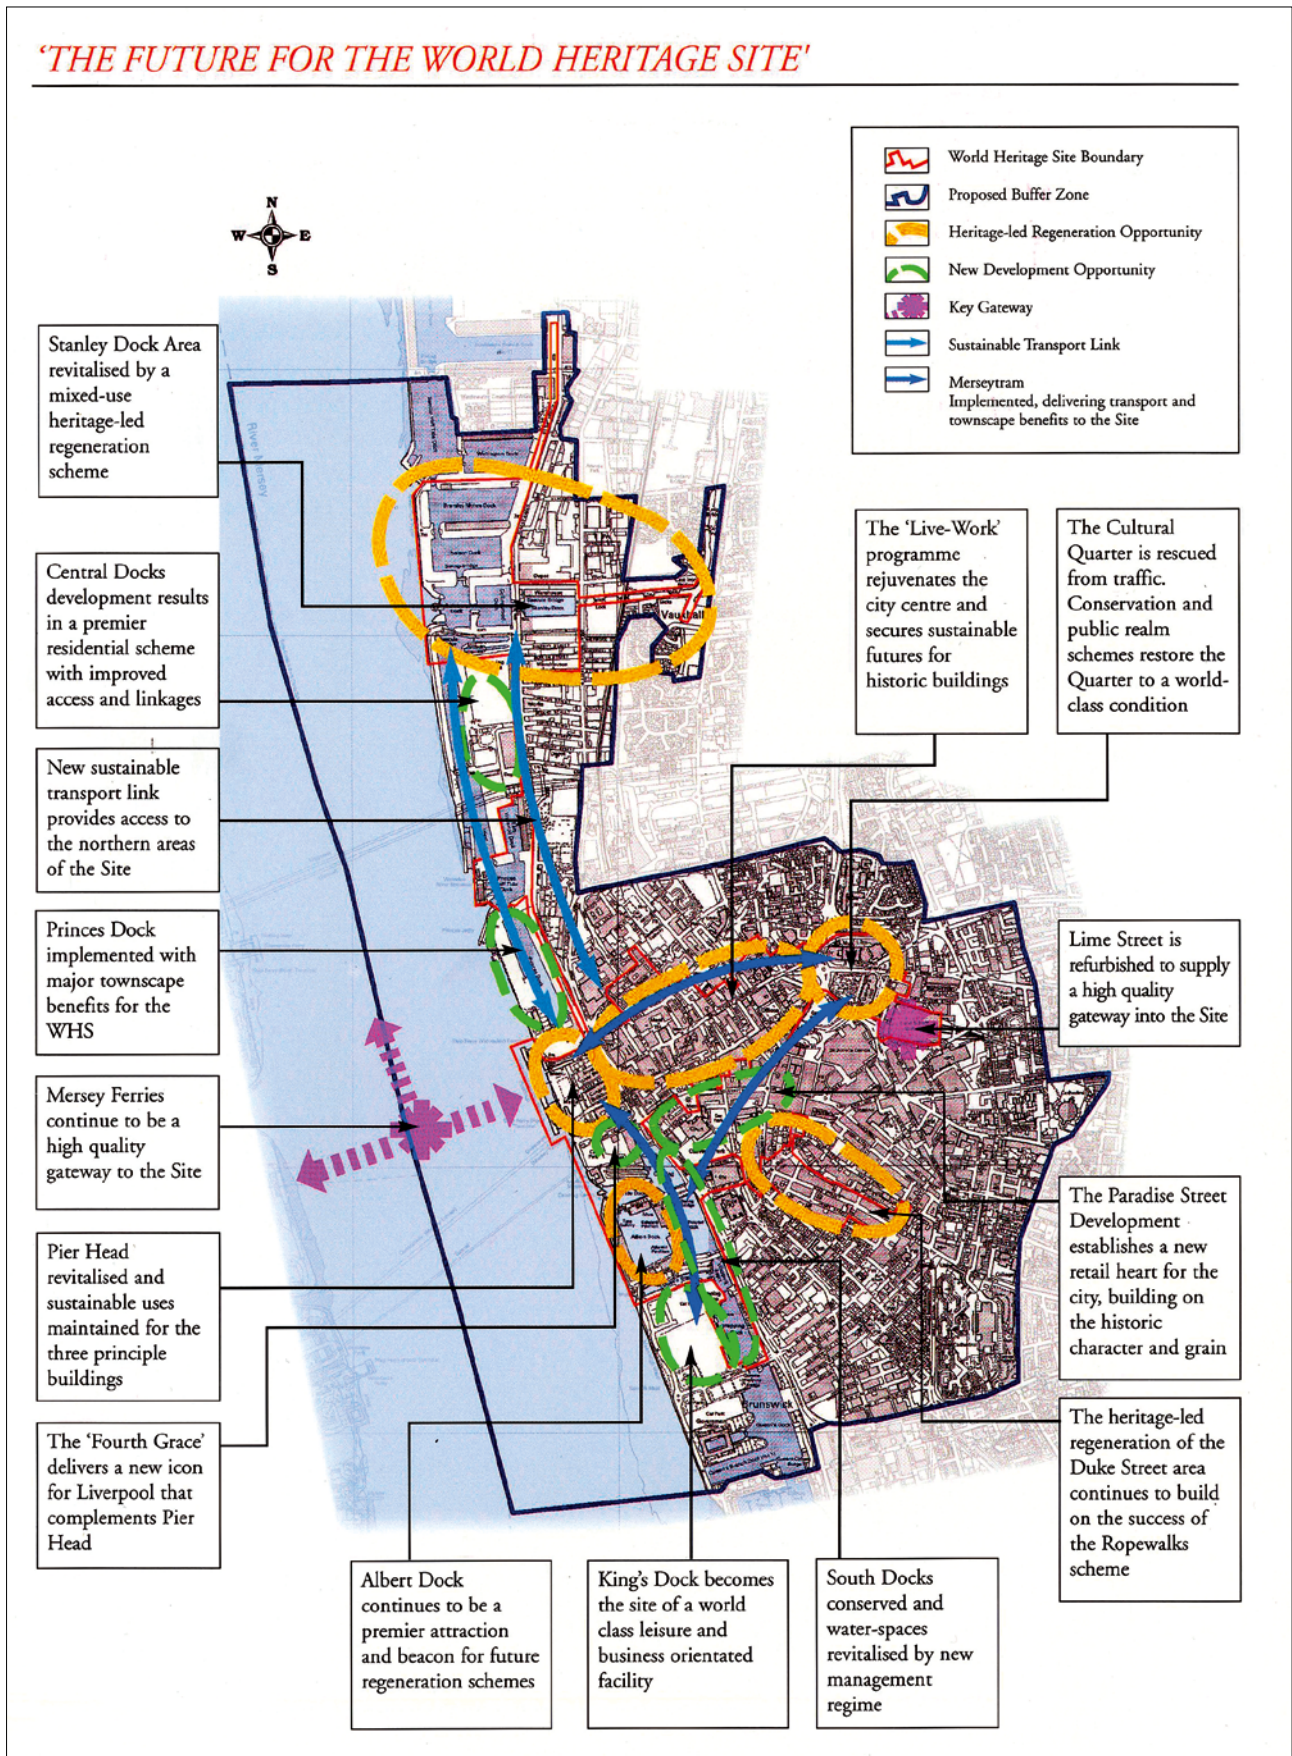 'THE FUTURE FOR THE WORLD HERITAGE SITE'
World Heritage Site Boundary
Proposed Buffer Zone
Heritage-led Regeneration Opportunity
New Development Opportunity
Key Gateway
Sustainable Transport Link
Merseytram
Implemented, delivering transport and
townscape benefits to the Site
N
W E
S
Stanley Dock Area
revitalised by a
mixed-use
heritage-led
regeneration
scheme
Central Docks
development results
in a premier
residential scheme
with improved
access and linkages
New sustainable
transport link
provides access to
the northern areas
of the Site
Princes Dock
implemented with
major townscape
benefits for the
WHS
Mersey Ferries
continue to be a
high quality
gateway to the Site
Pier Head
revitalised and
sustainable uses
maintained for the
three principle
buildings
The 'Fourth Grace'
delivers a new icon
for Liverpool that
complements Pier
Head
The 'Live-Work'
programme
rejuvenates the
city centre and
secures sustainable
futures for
historic buildings
The Cultural
Quarter is rescued
from traffic.
Conservation and
public realm
schemes restore the
Quarter to a world-
class condition
Lime Street is
refurbished to supply
a high quality
gateway into the Site
The Paradise Street
Development
establishes a new
retail heart for the
city, building on
the historic
character and grain
The heritage-led
regeneration of the
Duke Street area
continues to build
on the success of
the Ropewalks
scheme
Albert Dock
continues to be a
premier attraction
and beacon for future
regeneration schemes
King's Dock becomes
the site of a world
class leisure and
business orientated
facility
South Docks
conserved and
water-spaces
revitalised by new
management
regime
River Mersey
Wellington Dock
Bramley Moore Dock
Stanley Dock
Vauxhall
Albert Dock
Brunswick